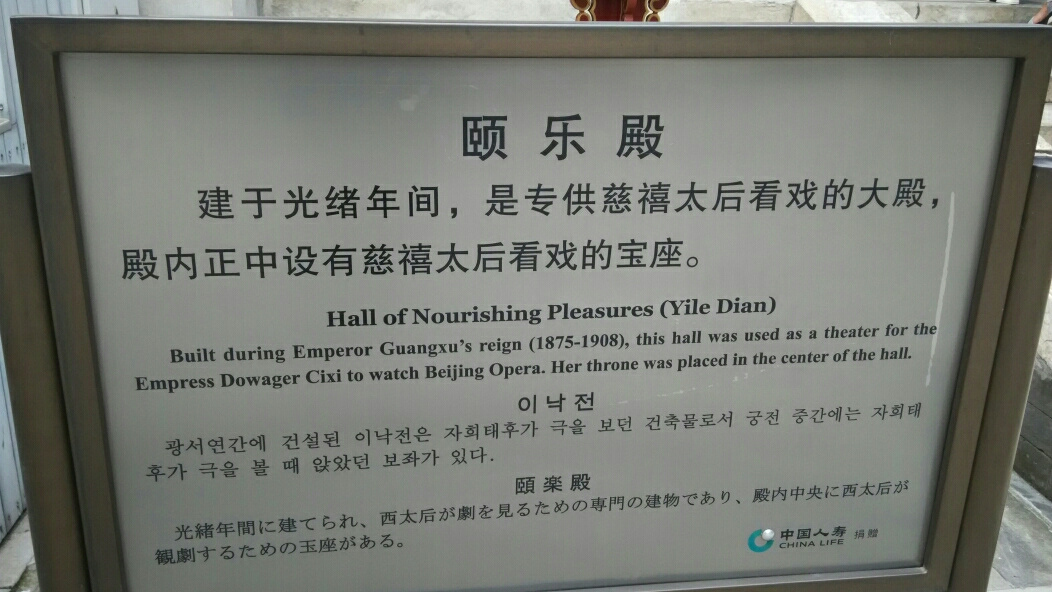 颐乐殿
建于光绪年间，是专供慈禧太后看戏的大殿，
殿内正中设有慈禧太后看戏的宝座。
Hall of Nourishing Pleasures (Yile Dian)
Built during Emperor Guangxu's reign (1875-1908), this hall was used as a theater for the
Empress Dowager Cixi to watch Beijing Opera. Her throne was placed in the center of the hall.
이낙전
광서연간에 건설된 이낙전은 자희태후가 극을 보던 건축물로서 궁전 중간에는 자희태
후가 극을 볼 때 앉았던 보좌가 있다.
頤楽殿
光緒年間に建てられ、西太后が劇を見るための専門の建物であり、殿内中央に西太后が
観劇するための玉座がある。
中国人寿 捐赠
CHINA LIFE